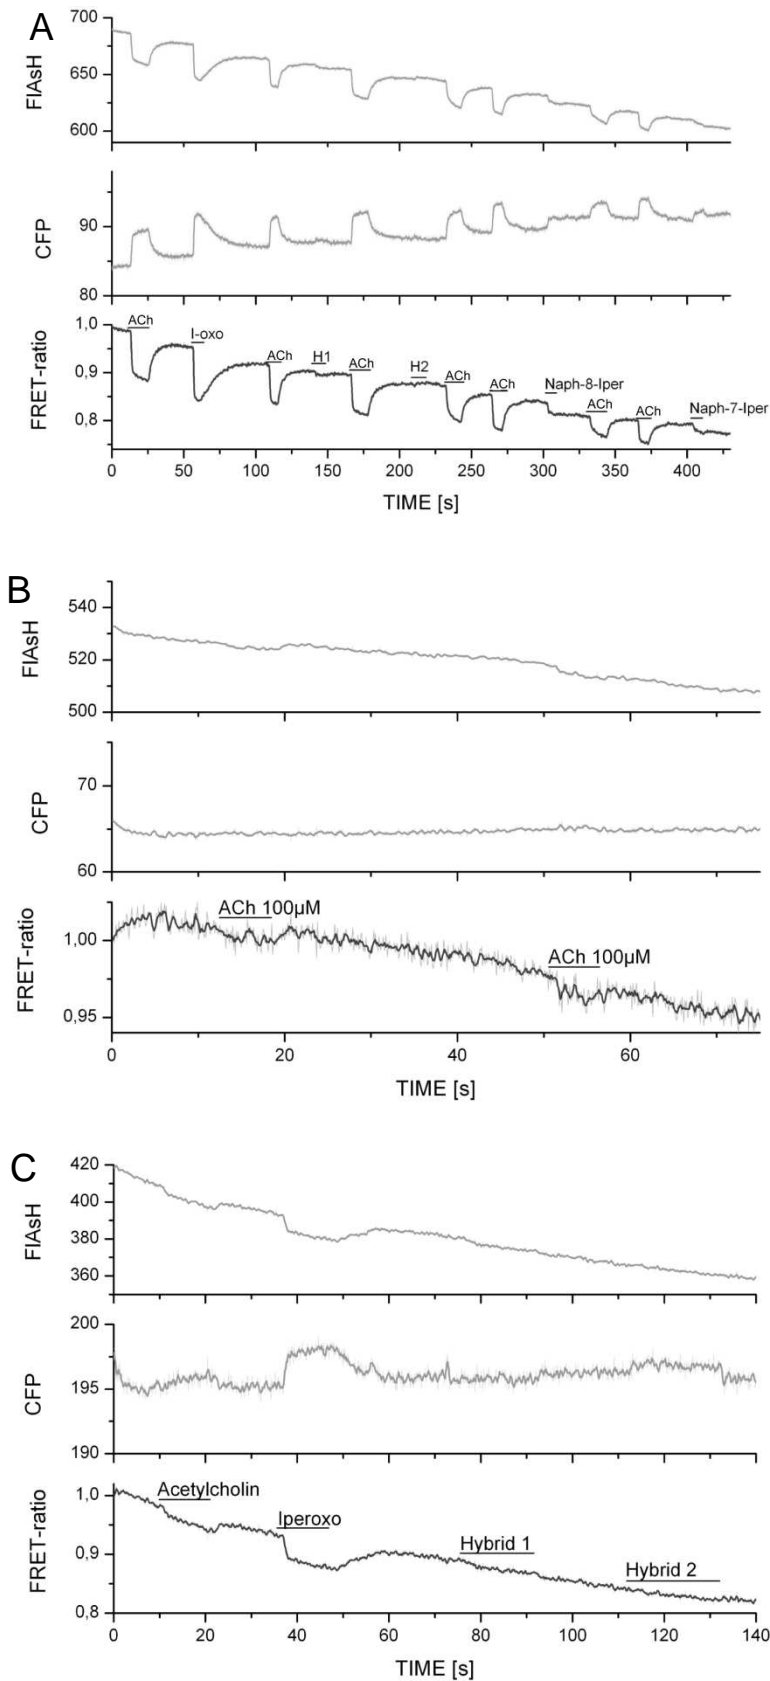 A
700
650
600
FlAsH
90
80
CFP
1,0
0,9
0,8
FRET-ratio
ACh
I-oxo
ACh
H1
ACh
H2
ACh
ACh
Naph-8-Iper
ACh
ACh
Naph-7-Iper
0 50 100 150 200 250 300 350 400
TIME [s]
B
540
520
500
FlAsH
70
60
CFP
1,00
0,95
FRET-ratio
ACh 100µM
ACh 100µM
0 20 40 60
TIME [s]
C
420
400
380
360
FlAsH
200
195
190
CFP
1,0
0,9
0,8
FRET-ratio
Acetylcholin
Iperoxo
Hybrid 1
Hybrid 2
0 20 40 60 80 100 120 140
TIME [s]